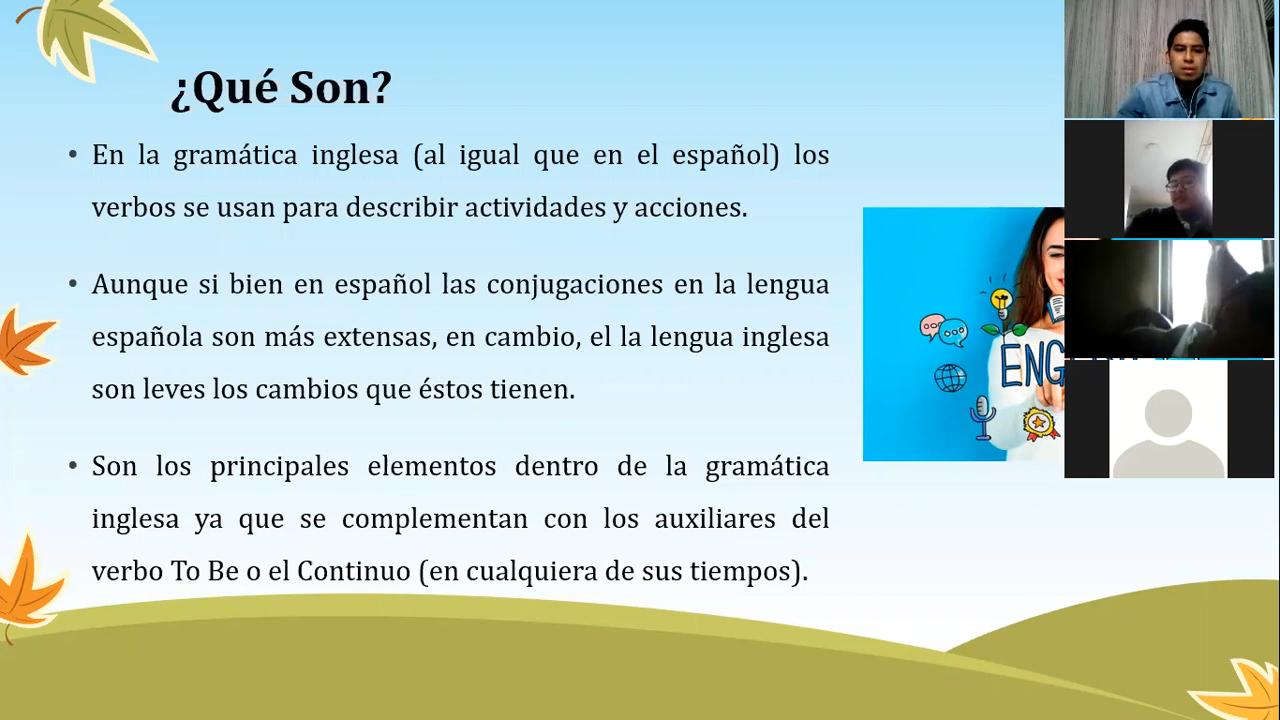 ¿Qué Son?
• En la gramática inglesa (al igual que en el español) los
verbos se usan para describir actividades y acciones.
• Aunque si bien en español las conjugaciones en la lengua
española son más extensas, en cambio, el la lengua inglesa
son leves los cambios que éstos tienen.
• Son los principales elementos dentro de la gramática
inglesa ya que se complementan con los auxiliares del
verbo To Be o el Continuo (en cualquiera de sus tiempos).
ENG